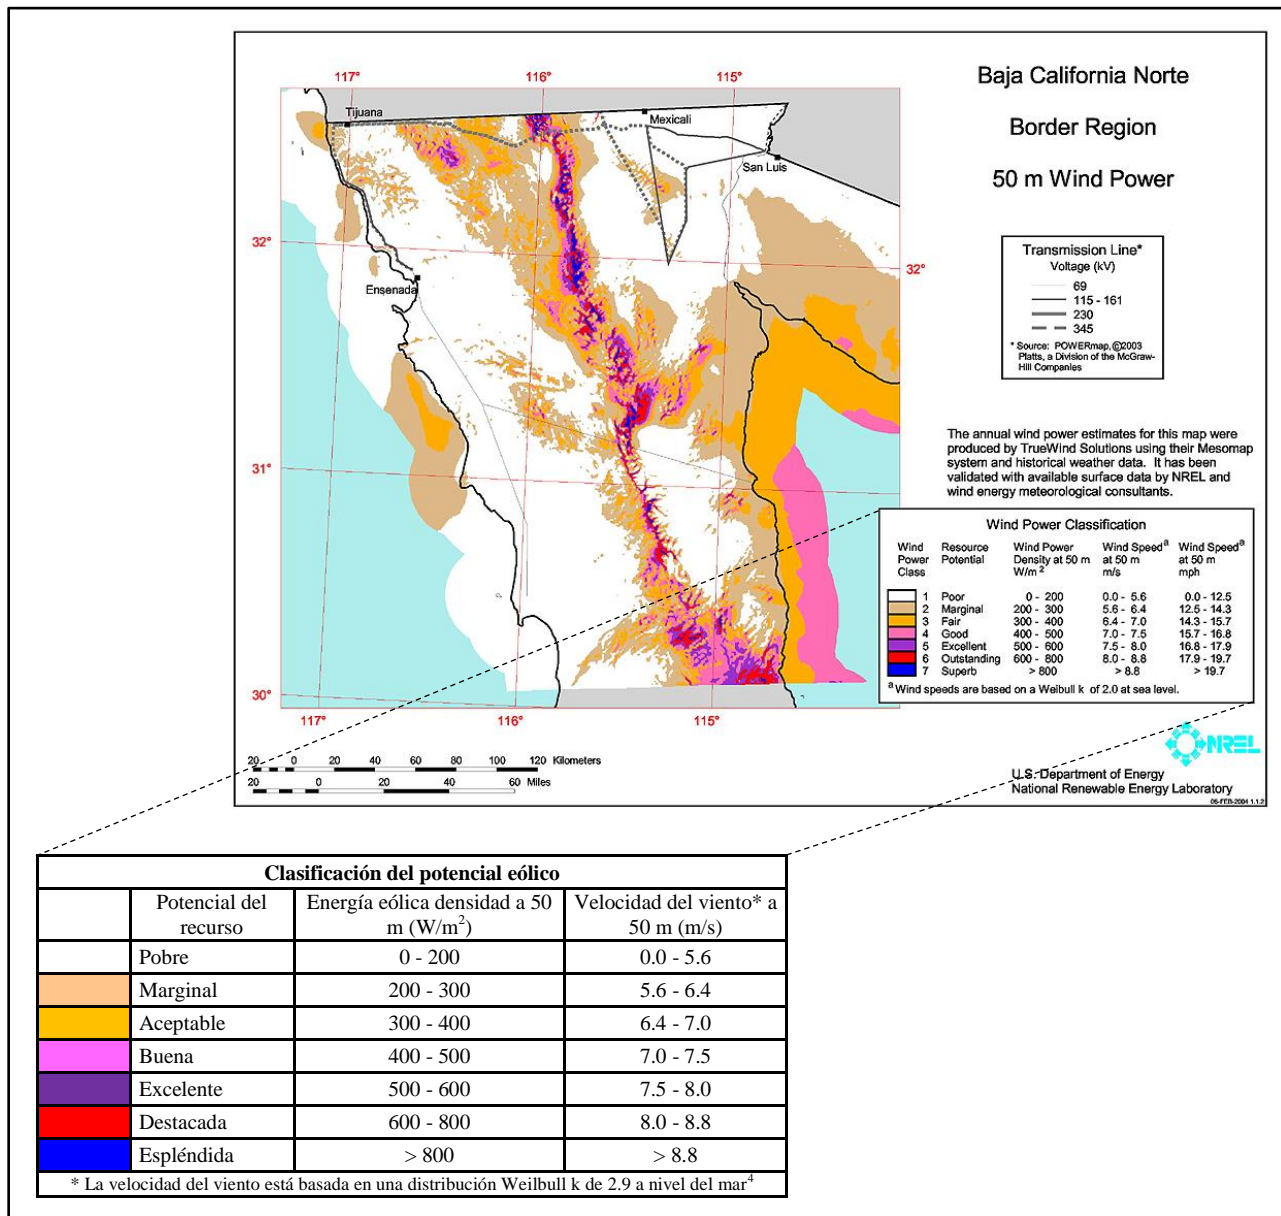 Baja California Norte
Border Region
50 m Wind Power
117°
116°
115°
Tijuana
Mexicali
San Luis
32°
32°
Ensenada
31°
30°
117°
116°
115°
Transmission Line*
Voltage (kV)
69
115 - 161
230
345
* Source: POWERmap, ©2003
Platts, a Division of the McGraw-
Hill Companies
The annual wind power estimates for this map were
produced by TrueWind Solutions using their Mesomap
system and historical weather data. It has been
validated with available surface data by NREL and
wind energy meteorological consultants.
Wind Power Classification
Wind Resource Wind Power Wind Speedᵃ Wind Speedᵃ
Power Potential Density at 50 m at 50 m at 50 m
Class W/m² m/s mph
1 Poor 0 - 200 0.0 - 5.6 0.0 - 12.5
2 Marginal 200 - 300 5.6 - 6.4 12.5 - 14.3
3 Fair 300 - 400 6.4 - 7.0 14.3 - 15.7
4 Good 400 - 500 7.0 - 7.5 15.7 - 16.8
5 Excellent 500 - 600 7.5 - 8.0 16.8 - 17.9
6 Outstanding 600 - 800 8.0 - 8.8 17.9 - 19.7
7 Superb > 800 > 8.8 > 19.7
ᵃ Wind speeds are based on a Weibull k of 2.0 at sea level.
20 0 20 40 60 80 100 120 Kilometers
20 0 20 40 60 Miles
NREL
U.S. Department of Energy
National Renewable Energy Laboratory
06-FEB-2004 1.1.2
Clasificación del potencial eólico
Potencial del Energía eólica densidad a 50 Velocidad del viento* a
recurso m (W/m²) 50 m (m/s)
Pobre 0 - 200 0.0 - 5.6
Marginal 200 - 300 5.6 - 6.4
Aceptable 300 - 400 6.4 - 7.0
Buena 400 - 500 7.0 - 7.5
Excelente 500 - 600 7.5 - 8.0
Destacada 600 - 800 8.0 - 8.8
Espléndida > 800 > 8.8
* La velocidad del viento está basada en una distribución Weilbull k de 2.9 a nivel del mar⁴